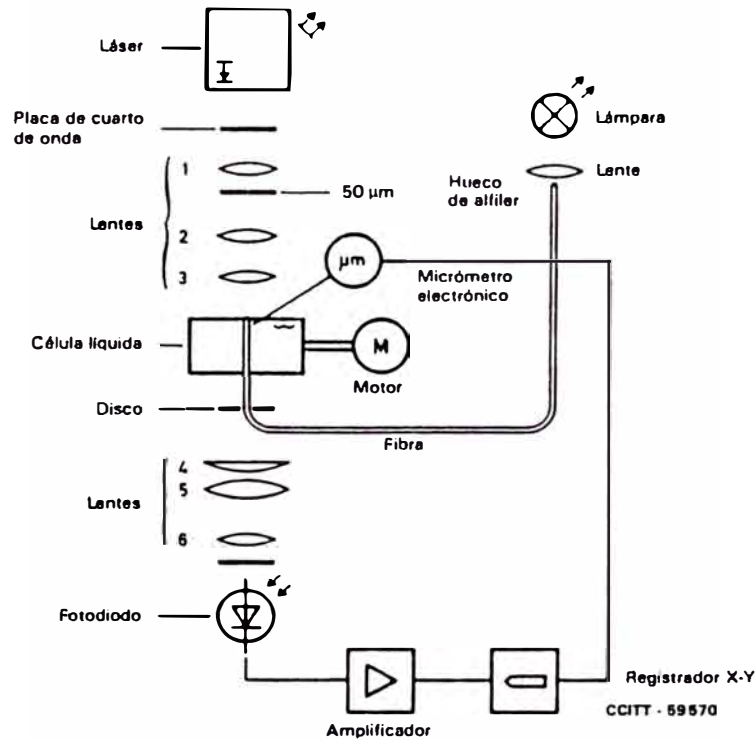 Láser
Placa de cuarto
de onda
Lámpara
1
Lente
50 µm
Hueco
de alfiler
Lentes
2
µm
3
Micrómetro
electrónico
Célula líquida
M
Motor
Disco
Fibra
4
5
Lentes
6
Fotodiodo
Registrador X-Y
CCITT - 59570
Amplificador